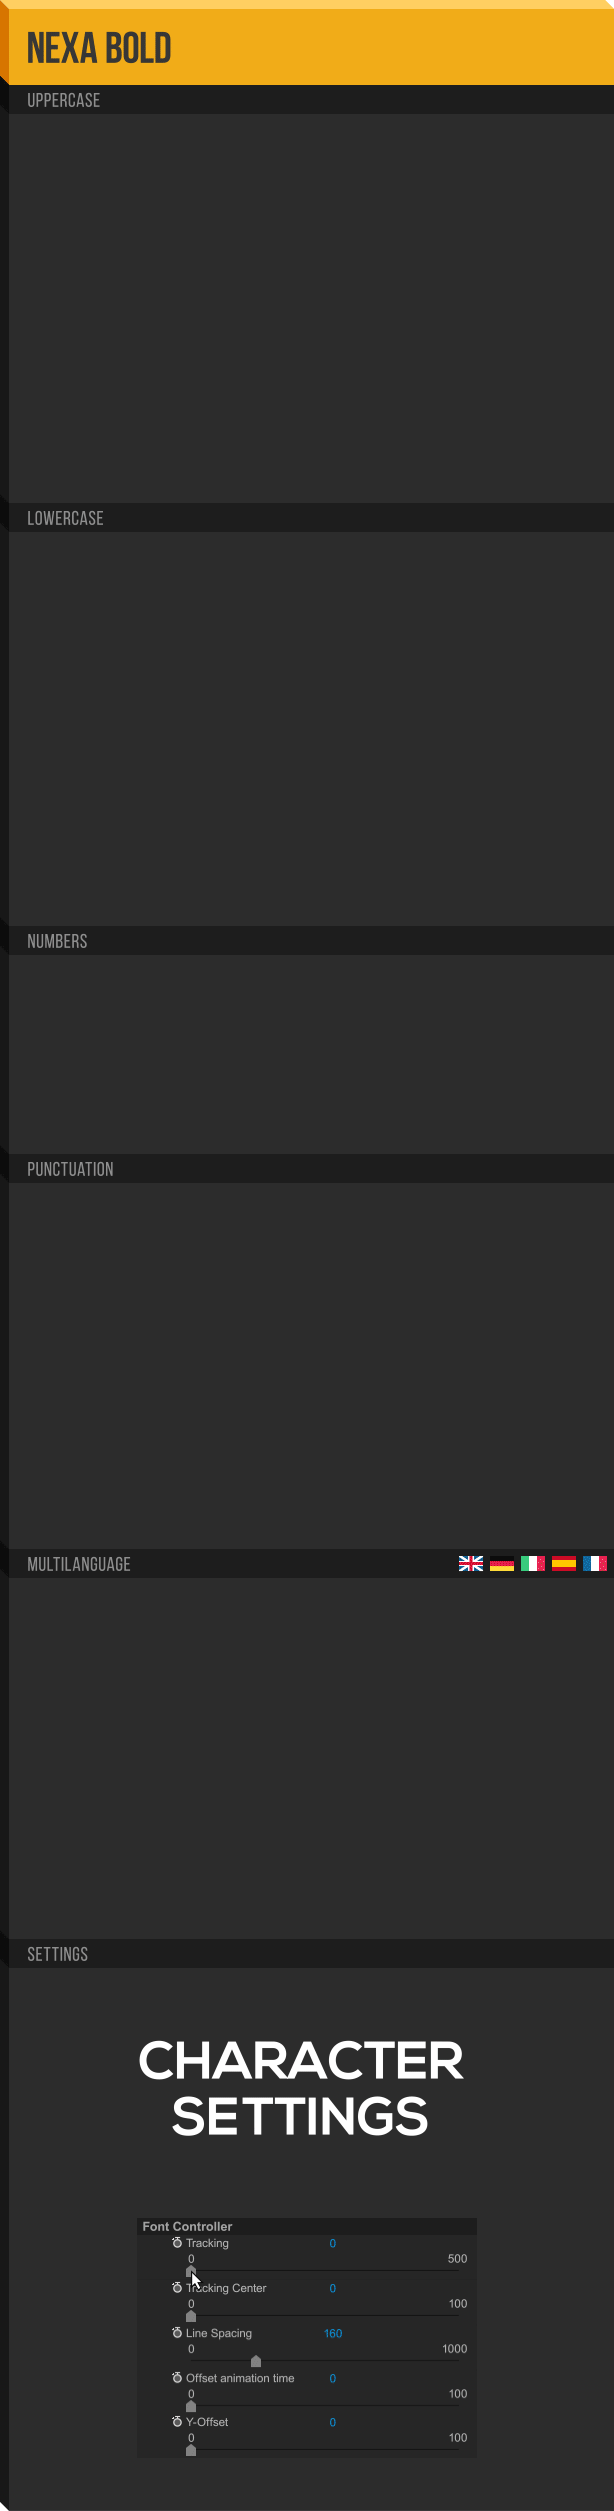 NEXA BOLD
UPPERCASE
LOWERCASE
NUMBERS
PUNCTUATION
MULTILANGUAGE
SETTINGS
CHARACTER
SETTINGS
Font Controller
Tracking 0
0 500
Tracking Center 0
0 100
Line Spacing 160
0 1000
Offset animation time 0
0 100
Y-Offset 0
0 100